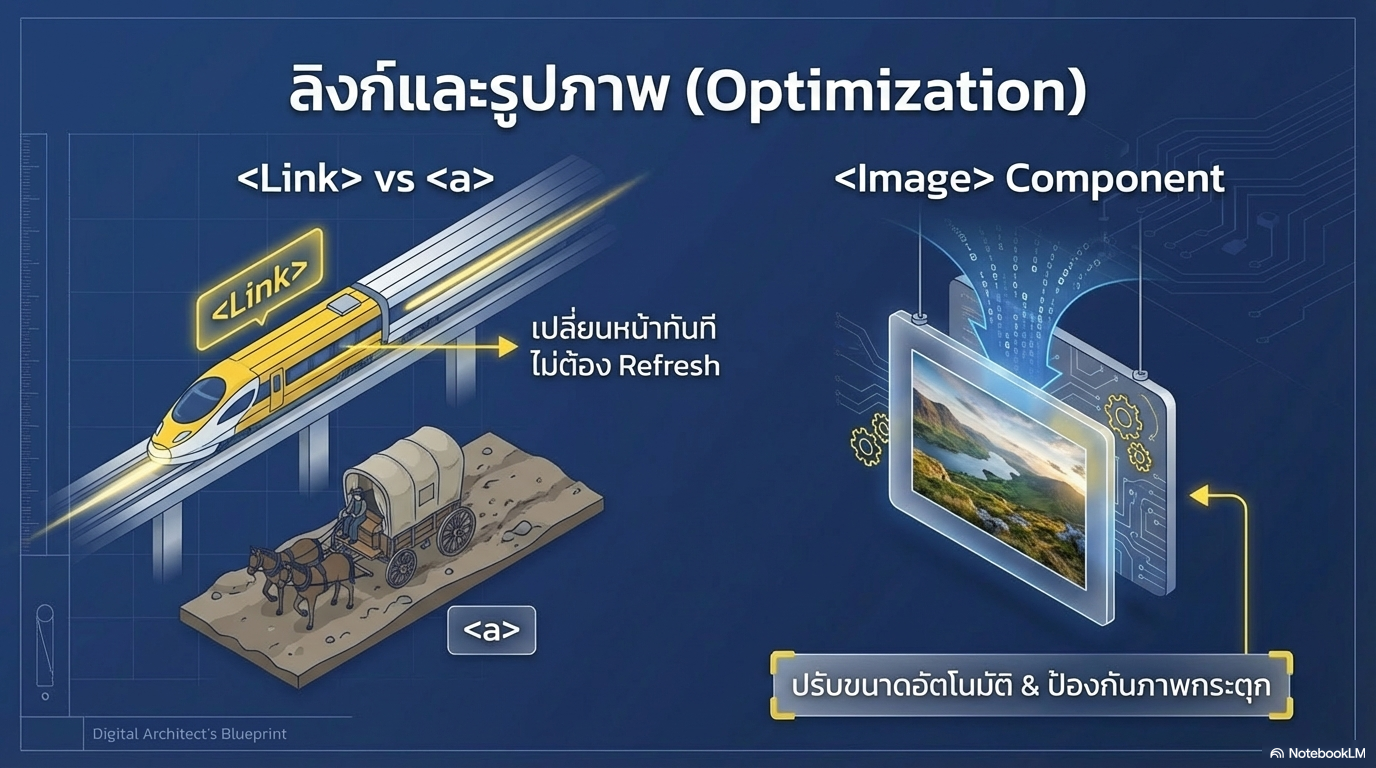 ลิงก์และรูปภาพ (Optimization)
<Link> vs <a>
<Link>
เปลี่ยนหน้าทันที
ไม่ต้อง Refresh
<a>
<Image> Component
ปรับขนาดอัตโนมัติ & ป้องกันภาพกระตุก
Digital Architect's Blueprint
NotebookLM